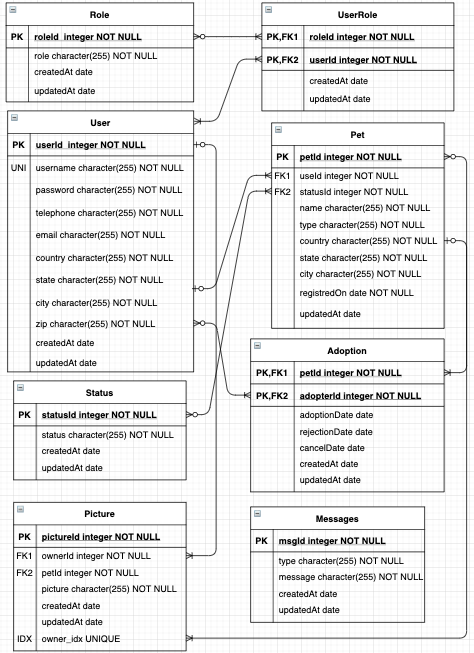 Role
PK roleId integer NOT NULL
role character(255) NOT NULL
createdAt date
updatedAt date
UserRole
PK,FK1 roleId integer NOT NULL
PK,FK2 userId integer NOT NULL
createdAt date
updatedAt date
User
PK userId integer NOT NULL
UNI username character(255) NOT NULL
password character(255) NOT NULL
telephone character(255) NOT NULL
email character(255) NOT NULL
country character(255) NOT NULL
state character(255) NOT NULL
city character(255) NOT NULL
zip character(255) NOT NULL
createdAt date
updatedAt date
Pet
PK petId integer NOT NULL
FK1 useId integer NOT NULL
FK2 statusId integer NOT NULL
name character(255) NOT NULL
type character(255) NOT NULL
country character(255) NOT NULL
state character(255) NOT NULL
city character(255) NOT NULL
registredOn date NOT NULL
updatedAt date
Adoption
PK,FK1 petId integer NOT NULL
PK,FK2 adopterId integer NOT NULL
adoptionDate date
rejectionDate date
cancelDate date
createdAt date
updatedAt date
Status
PK statusId integer NOT NULL
status character(255) NOT NULL
createdAt date
updatedAt date
Picture
PK pictureId integer NOT NULL
FK1 ownerId integer NOT NULL
FK2 petId integer NOT NULL
picture character(255) NOT NULL
createdAt date
updatedAt date
IDX owner_idx UNIQUE
Messages
PK msgId integer NOT NULL
type character(255) NOT NULL
message character(255) NOT NULL
createdAt date
updatedAt date